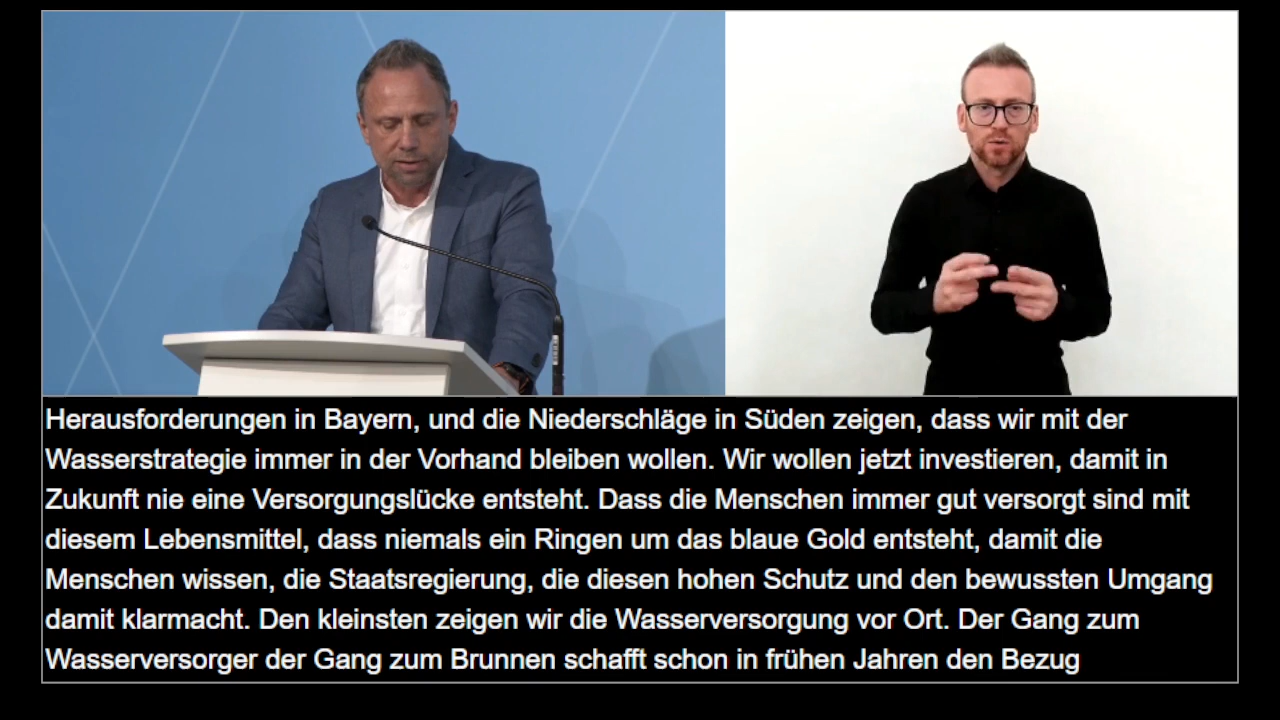 Herausforderungen in Bayern, und die Niederschläge in Süden zeigen, dass wir mit der
Wasserstrategie immer in der Vorhand bleiben wollen. Wir wollen jetzt investieren, damit in
Zukunft nie eine Versorgungslücke entsteht. Dass die Menschen immer gut versorgt sind mit
diesem Lebensmittel, dass niemals ein Ringen um das blaue Gold entsteht, damit die
Menschen wissen, die Staatsregierung, die diesen hohen Schutz und den bewussten Umgang
damit klarmacht. Den kleinsten zeigen wir die Wasserversorgung vor Ort. Der Gang zum
Wasserversorger der Gang zum Brunnen schafft schon in frühen Jahren den Bezug